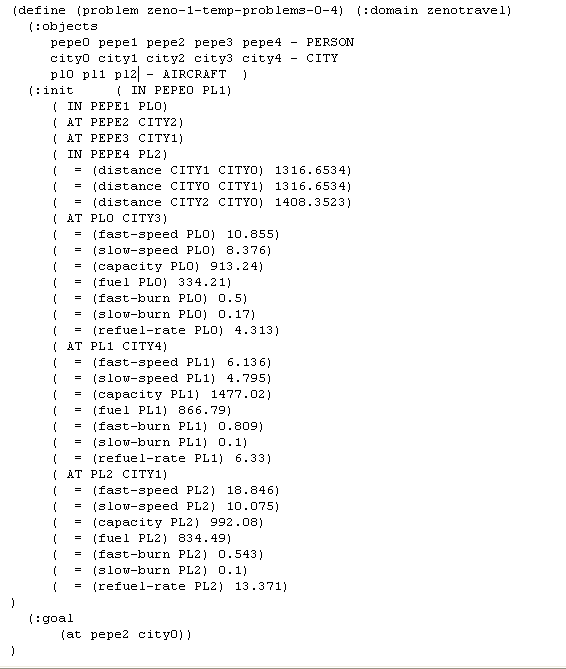 (define (problem zeno-1-temp-problems-0-4) (:domain zenotravel)
(:objects
pepe0 pepe1 pepe2 pepe3 pepe4 - PERSON
city0 city1 city2 city3 city4 - CITY
pl0 pl1 pl2 - AIRCRAFT )
(:init ( IN PEPE0 PL1)
( IN PEPE1 PL0)
( AT PEPE2 CITY2)
( AT PEPE3 CITY1)
( IN PEPE4 PL2)
( = (distance CITY1 CITY0) 1316.6534)
( = (distance CITY0 CITY1) 1316.6534)
( = (distance CITY2 CITY0) 1408.3523)
( AT PL0 CITY3)
( = (fast-speed PL0) 10.855)
( = (slow-speed PL0) 8.376)
( = (capacity PL0) 913.24)
( = (fuel PL0) 334.21)
( = (fast-burn PL0) 0.5)
( = (slow-burn PL0) 0.17)
( = (refuel-rate PL0) 4.313)
( AT PL1 CITY4)
( = (fast-speed PL1) 6.136)
( = (slow-speed PL1) 4.795)
( = (capacity PL1) 1477.02)
( = (fuel PL1) 866.79)
( = (fast-burn PL1) 0.809)
( = (slow-burn PL1) 0.1)
( = (refuel-rate PL1) 6.33)
( AT PL2 CITY1)
( = (fast-speed PL2) 18.846)
( = (slow-speed PL2) 10.075)
( = (capacity PL2) 992.08)
( = (fuel PL2) 834.49)
( = (fast-burn PL2) 0.543)
( = (slow-burn PL2) 0.1)
( = (refuel-rate PL2) 13.371)
)
(:goal
(at pepe2 city0))
)